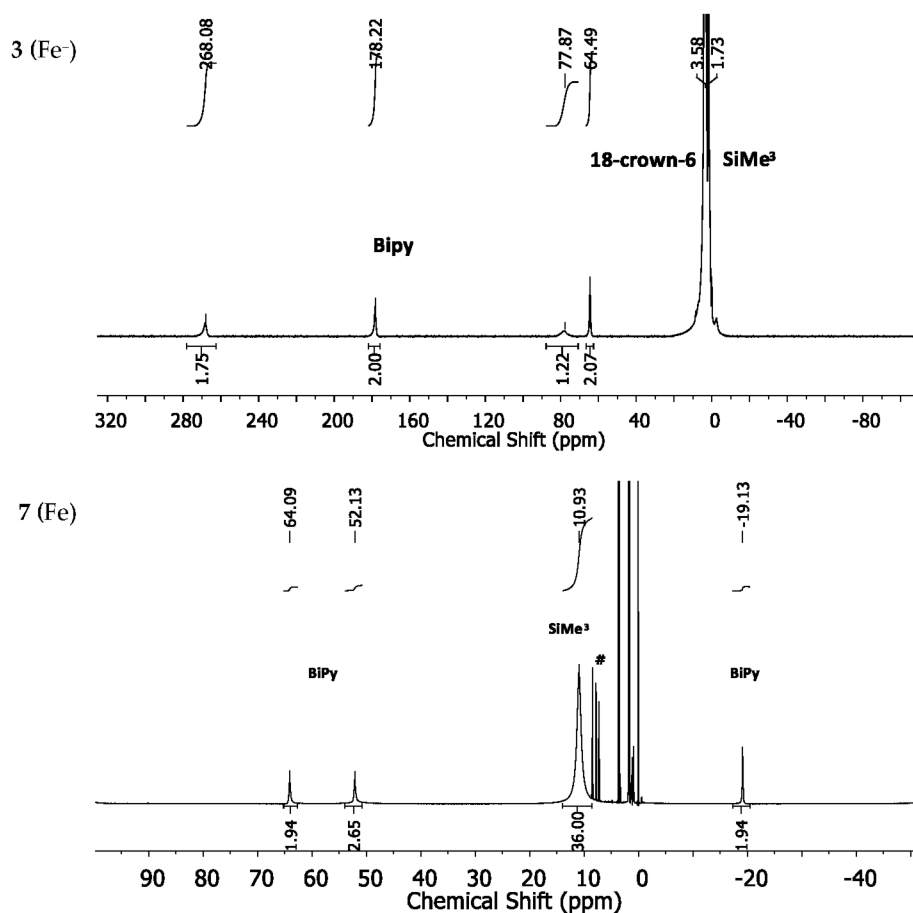 3 (Fe⁻)
268.08
178.22
77.87
64.49
3.58
1.73
18-crown-6 SiMe³
Bipy
1.75
2.00
1.22
2.07
320 280 240 200 160 120 80 40 0 -40 -80
Chemical Shift (ppm)
7 (Fe)
64.09
52.13
10.93
-19.13
SiMe³
#
BiPy
BiPy
1.94
2.65
36.00
1.94
90 80 70 60 50 40 30 20 10 0 -10 -20 -30 -40 -50
Chemical Shift (ppm)